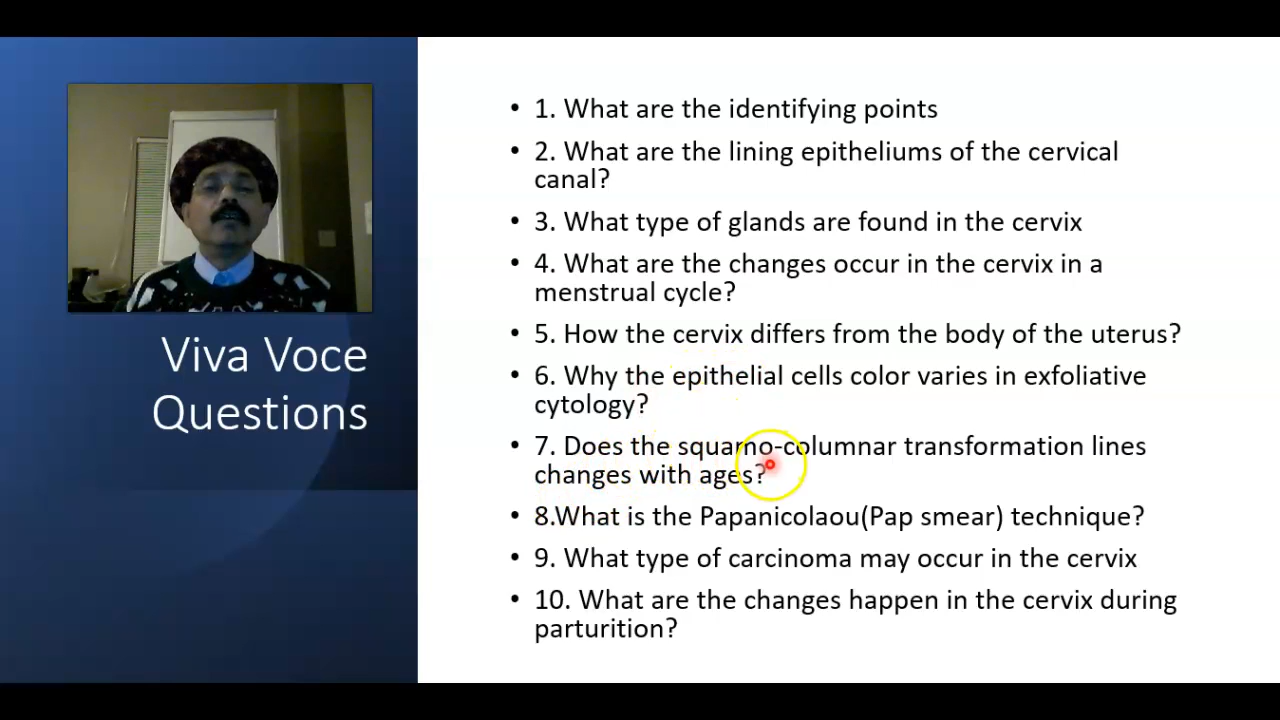 Viva Voce
Questions
• 1. What are the identifying points
• 2. What are the lining epitheliums of the cervical
canal?
• 3. What type of glands are found in the cervix
• 4. What are the changes occur in the cervix in a
menstrual cycle?
• 5. How the cervix differs from the body of the uterus?
• 6. Why the epithelial cells color varies in exfoliative
cytology?
• 7. Does the squamo-columnar transformation lines
changes with ages?
• 8.What is the Papanicolaou(Pap smear) technique?
• 9. What type of carcinoma may occur in the cervix
• 10. What are the changes happen in the cervix during
parturition?